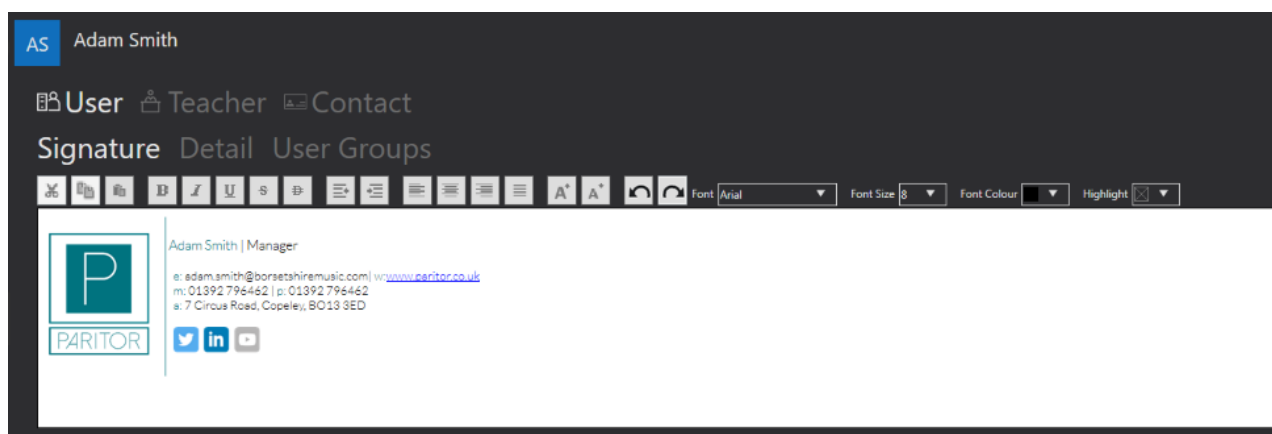 AS Adam Smith
User Teacher Contact
Signature Detail User Groups
B I U S D A+ A+ Font Arial Font Size 8 Font Colour Highlight
P
PARITOR
Adam Smith | Manager
e: adam.smith@borsetshiremusic.com| w:www.paritor.co.uk
m: 01392 796462 | p: 01392 796462
a: 7 Circus Road, Copeley, BO13 3ED
in